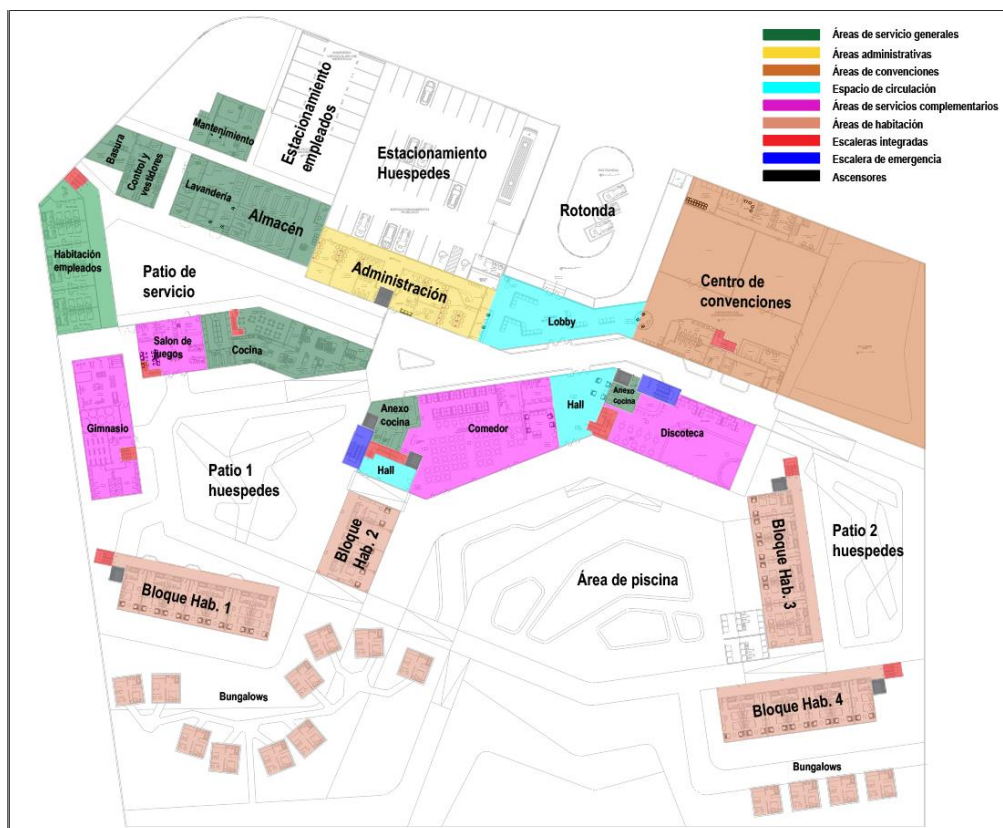 Áreas de servicio generales
Áreas administrativas
Áreas de convenciones
Espacio de circulación
Áreas de servicios complementarios
Áreas de habitación
Escaleras integradas
Escalera de emergencia
Ascensores
Estacionamiento
empleados
Mantenimiento
Basura
Control y
vestidores
Lavandería
Almacén
Estacionamiento
Huespedes
Rotonda
Habitación
empleados
Patio de
servicio
Administración
Lobby
Centro de
convenciones
Salon de
juegos
Cocina
Gimnasio
Anexo
cocina
Comedor
Hall
Anexo
cocina
Discoteca
Hall
Patio 1
huespedes
Bloque
Hab. 2
Bloque Hab. 1
Área de piscina
Bloque Hab. 3
Patio 2
huespedes
Bungalows
Bloque Hab. 4
Bungalows